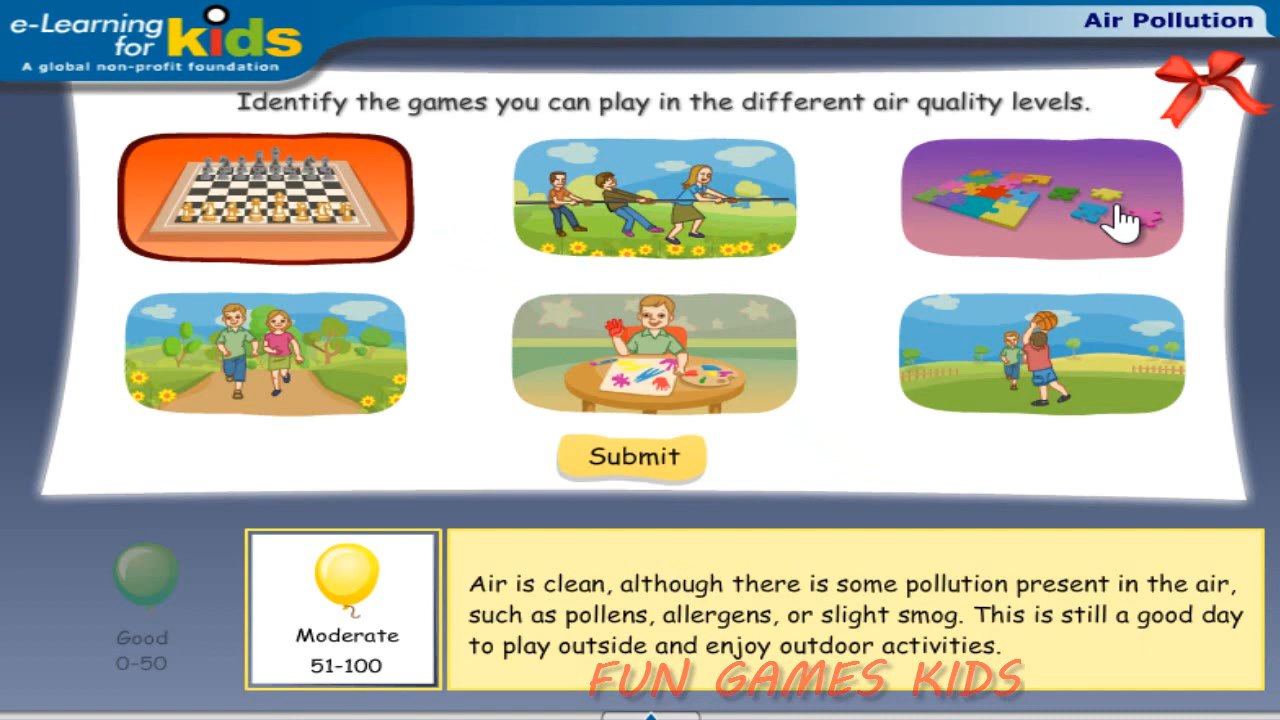 e-Learning
for kids
A global non-profit foundation
Air Pollution
Identify the games you can play in the different air quality levels.
Submit
Good
0-50
Moderate
51-100
Air is clean, although there is some pollution present in the air,
such as pollens, allergens, or slight smog. This is still a good day
to play outside and enjoy outdoor activities.
FUN GAMES KIDS